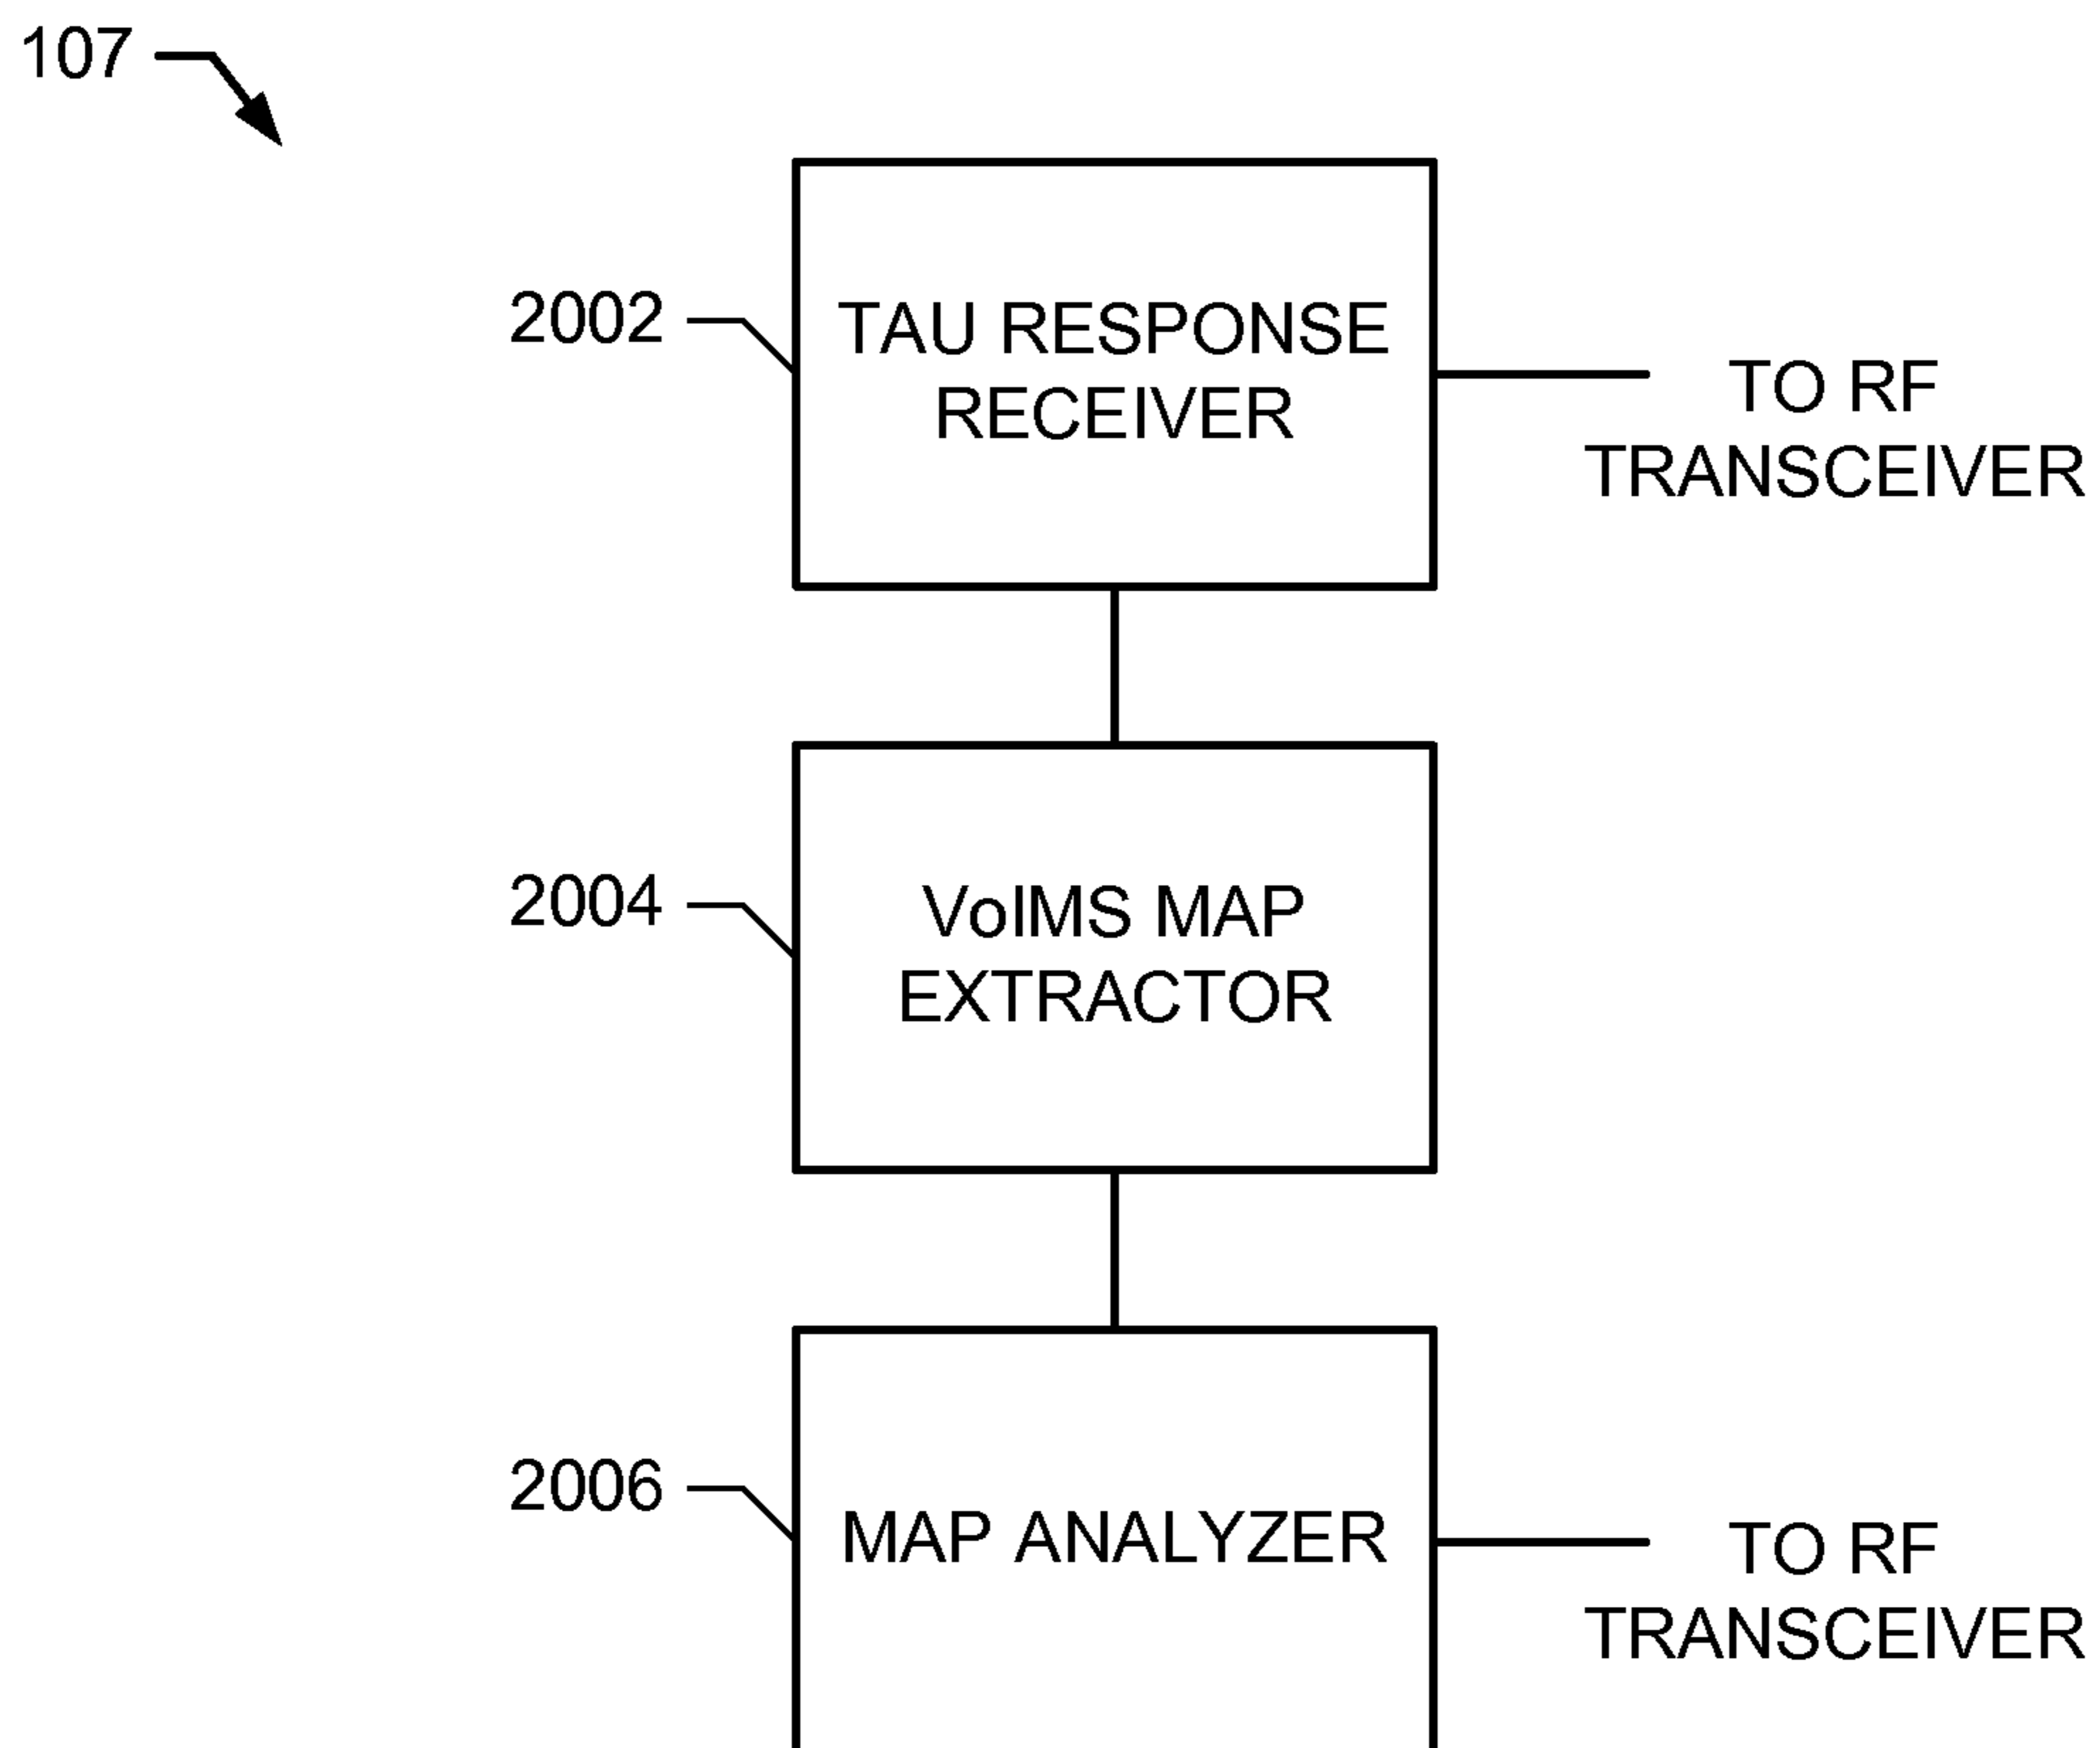 107
2002
TAU RESPONSE
RECEIVER
TO RF
TRANSCEIVER
2004
VoIMS MAP
EXTRACTOR
2006
MAP ANALYZER
TO RF
TRANSCEIVER